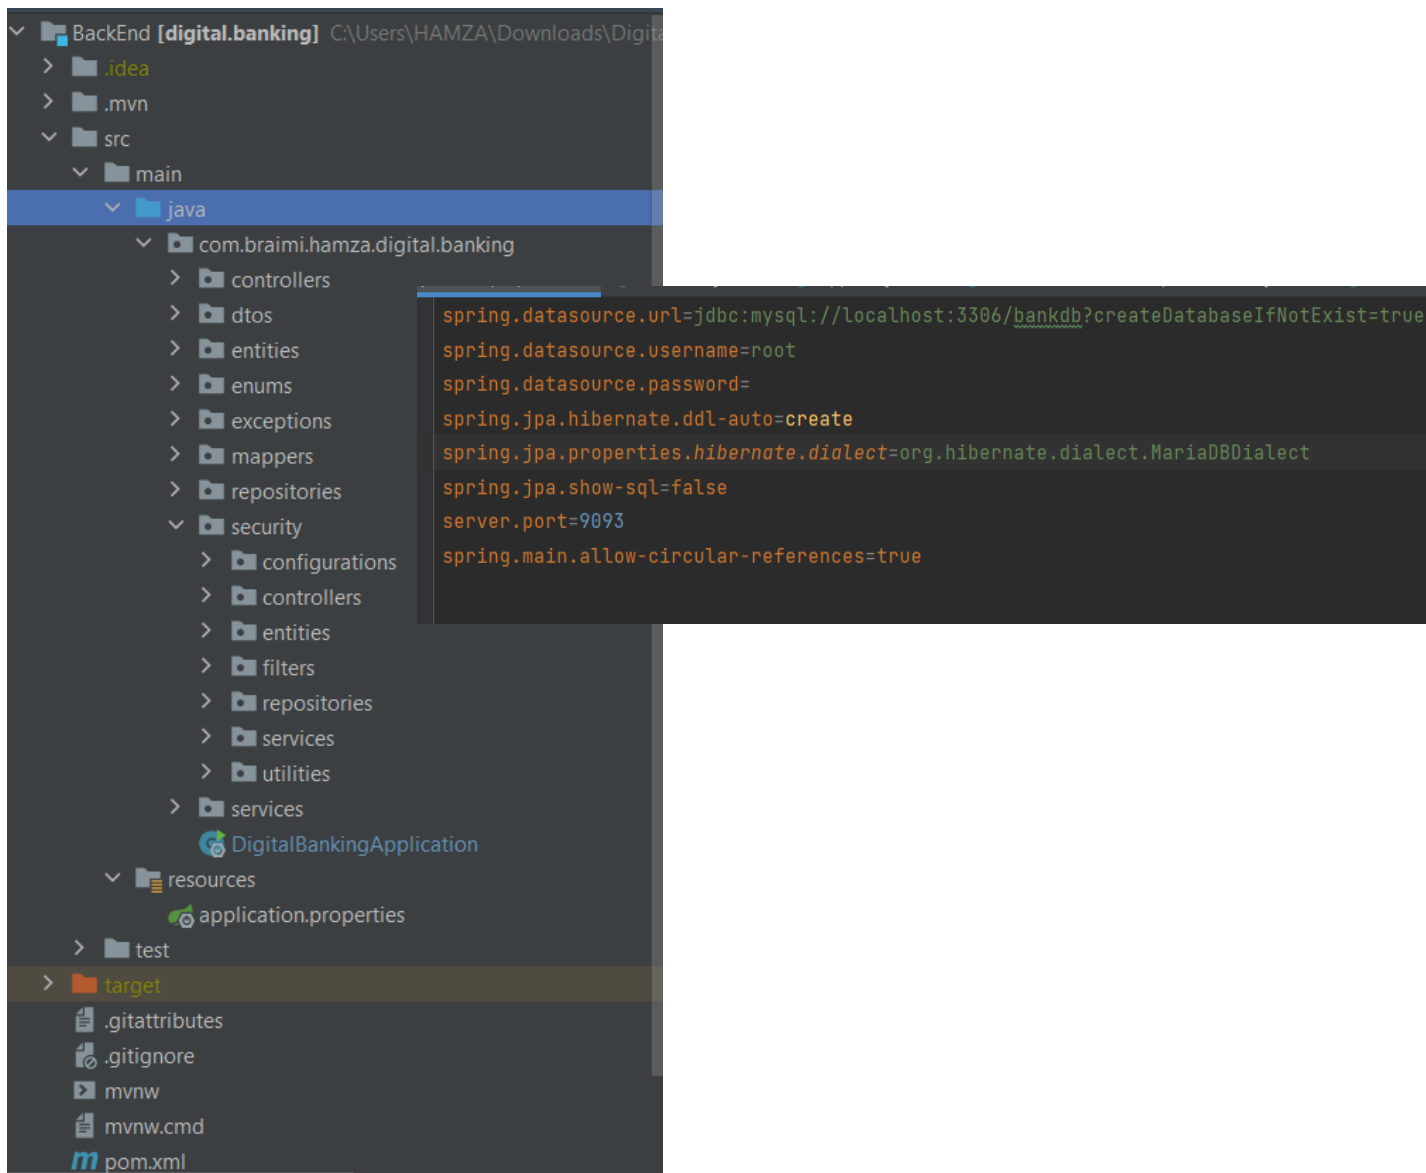 BackEnd [digital.banking] C:\Users\HAMZA\Downloads\Digita
.idea
.mvn
src
main
java
com.braimi.hamza.digital.banking
controllers
dtos
entities
enums
exceptions
mappers
repositories
security
configurations
controllers
entities
filters
repositories
services
utilities
services
DigitalBankingApplication
resources
application.properties
test
target
.gitattributes
.gitignore
mvnw
mvnw.cmd
pom.xml
spring.datasource.url=jdbc:mysql://localhost:3306/bankdb?createDatabaseIfNotExist=true
spring.datasource.username=root
spring.datasource.password=
spring.jpa.hibernate.ddl-auto=create
spring.jpa.properties.hibernate.dialect=org.hibernate.dialect.MariaDBDialect
spring.jpa.show-sql=false
server.port=9093
spring.main.allow-circular-references=true